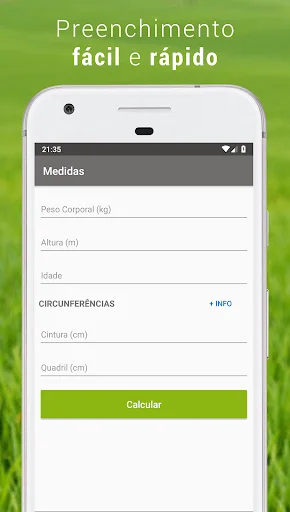 Preenchimento
fácil e rápido
21:35
Medidas
Peso Corporal (kg)
Altura (m)
Idade
CIRCUNFERÊNCIAS + INFO
Cintura (cm)
Quadril (cm)
Calcular